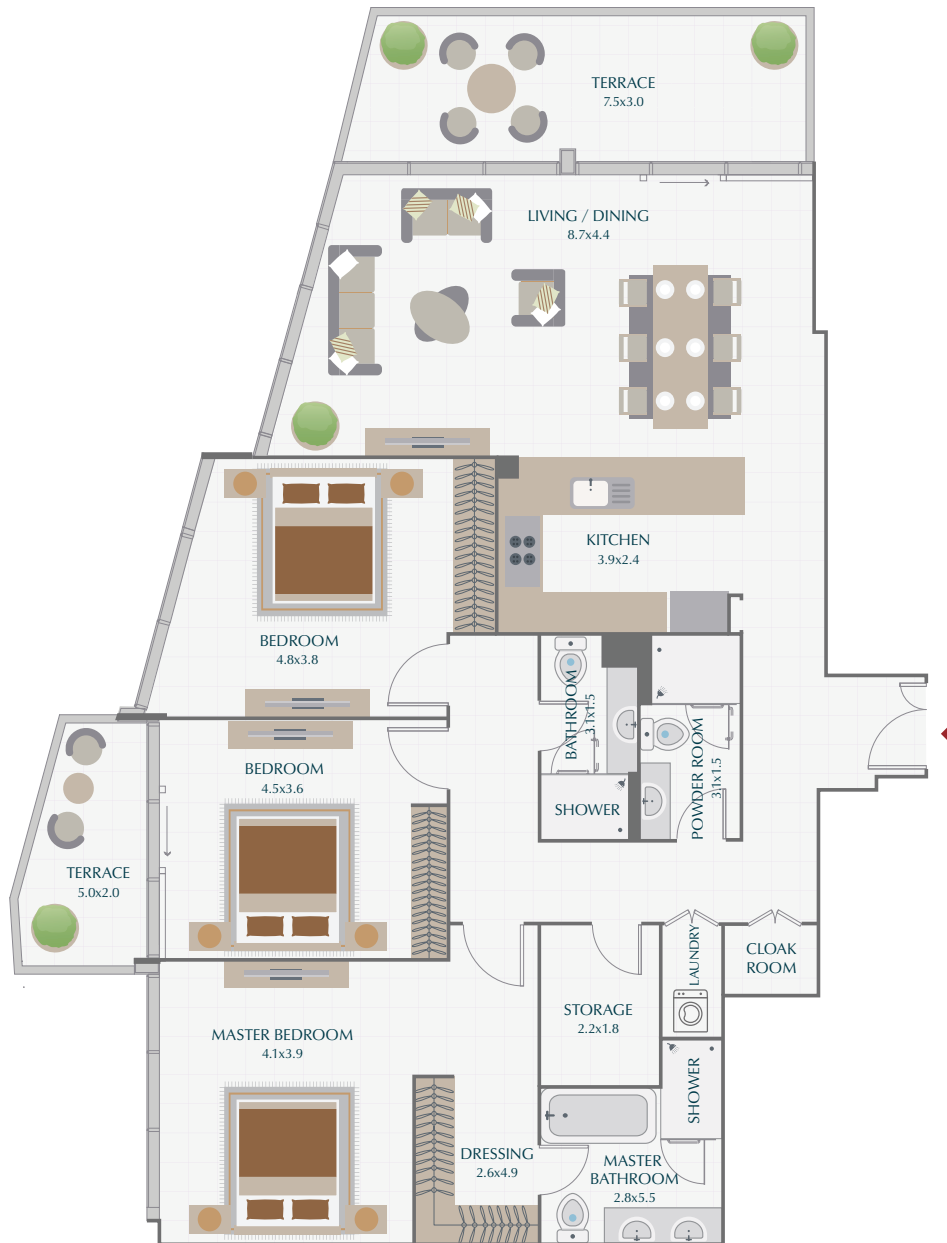 TERRACE
7.5x3.0
LIVING / DINING
8.7x4.4
KITCHEN
3.9x2.4
BEDROOM
4.8x3.8
BATHROOM
3.1x1.5
POWDER ROOM
3.1x1.5
BEDROOM
4.5x3.6
SHOWER
TERRACE
5.0x2.0
LAUNDRY
CLOAK
ROOM
STORAGE
2.2x1.8
MASTER BEDROOM
4.1x3.9
SHOWER
DRESSING
2.6x4.9
MASTER
BATHROOM
2.8x5.5